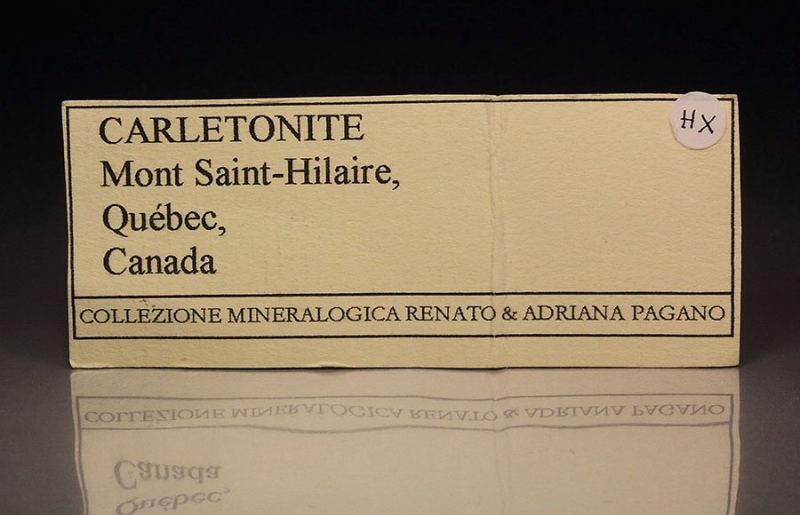 CARLETONITE
Mont Saint-Hilaire,
Québec,
Canada
HX
COLLEZIONE MINERALOGICA RENATO & ADRIANA PAGANO